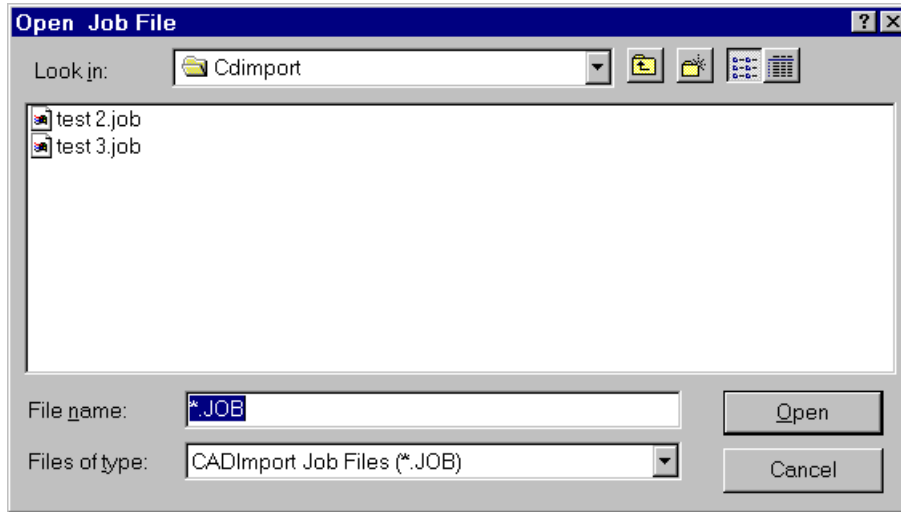 Open Job File
Look in: Cdimport
test 2.job
test 3.job
File name: *.JOB Open
Files of type: CADImport Job Files (*.JOB) Cancel